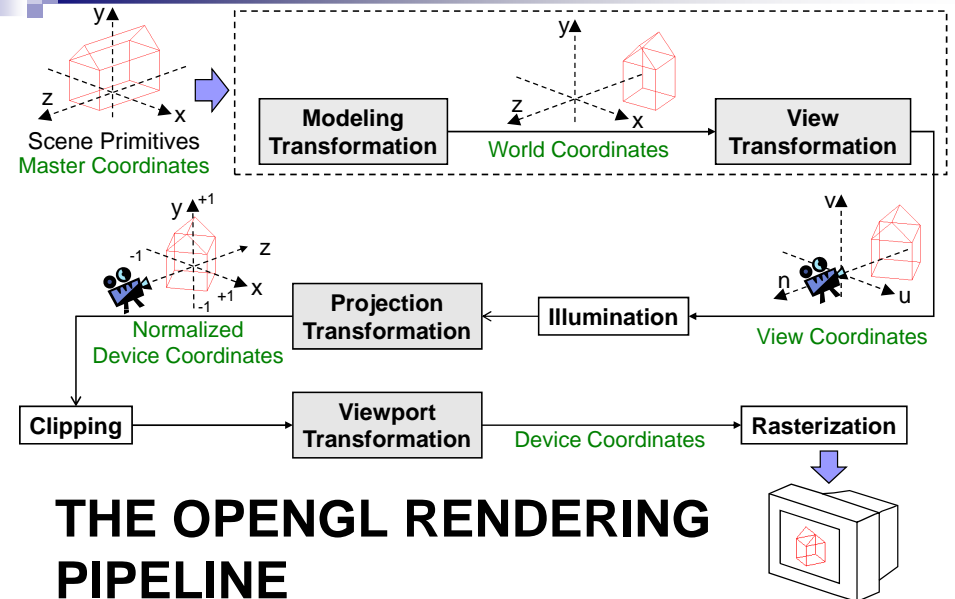 y
z
x
Scene Primitives
Master Coordinates
Modeling
Transformation
y
z
x
World Coordinates
View
Transformation
v
n
u
View Coordinates
Illumination
Projection
Transformation
y
+1
-1
z
x
-1
+1
Normalized
Device Coordinates
Clipping
Viewport
Transformation
Device Coordinates
Rasterization
THE OPENGL RENDERING
PIPELINE